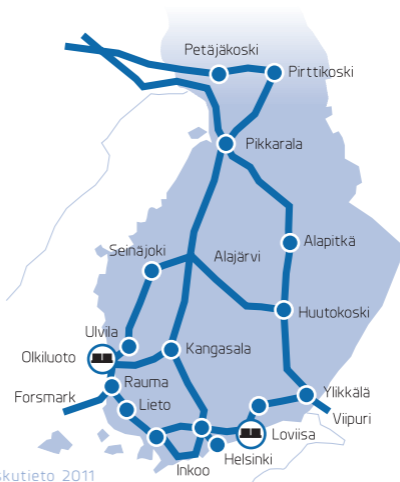 Petäjäkoski
Pirttikoski
Pikkarala
Alapitkä
Seinäjoki
Alajärvi
Huutokoski
Ulvila
Olkiluoto
Kangasala
Rauma
Forsmark
Lieto
Ylikkälä
Viipuri
Loviisa
Helsinki
Inkoo
skutieto 2011